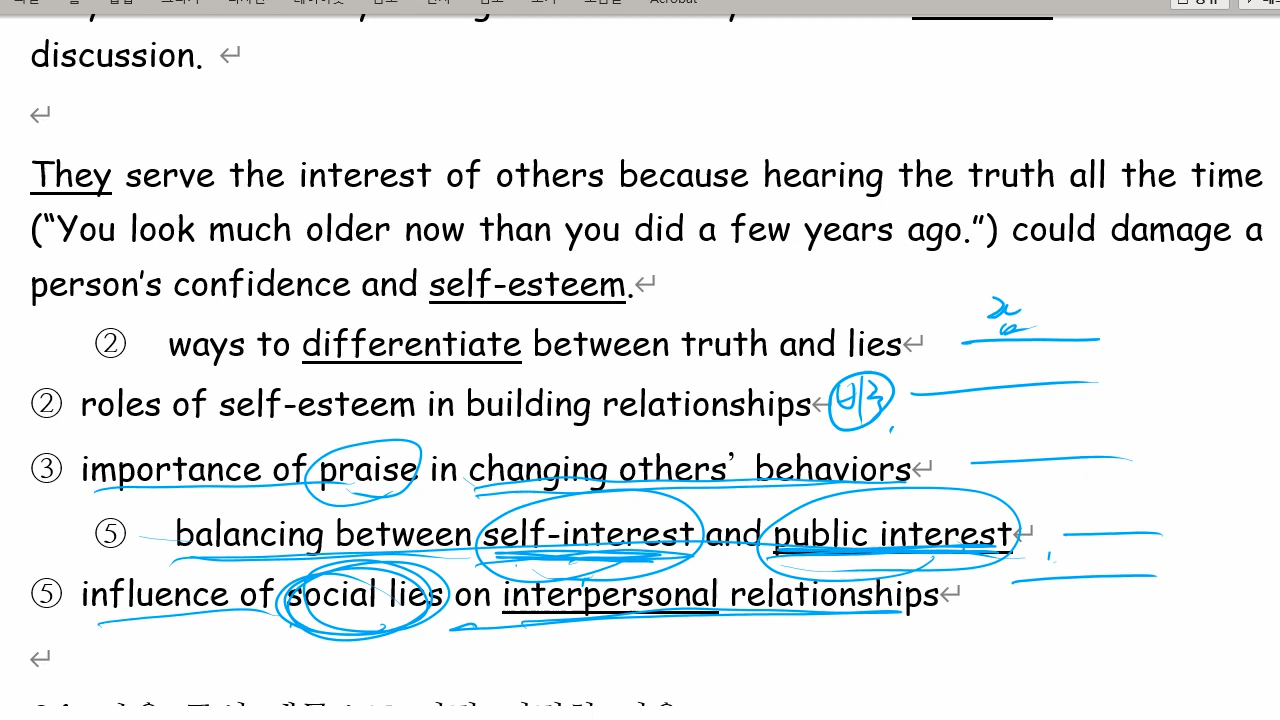 Acrobat
discussion. ↵
↵
They serve the interest of others because hearing the truth all the time
(“You look much older now than you did a few years ago.”) could damage a
person’s confidence and self-esteem.↵
② ways to differentiate between truth and lies↵
② roles of self-esteem in building relationships↵
③ importance of praise in changing others’ behaviors↵
⑤ balancing between self-interest and public interest↵
⑤ influence of social lies on interpersonal relationships↵
↵